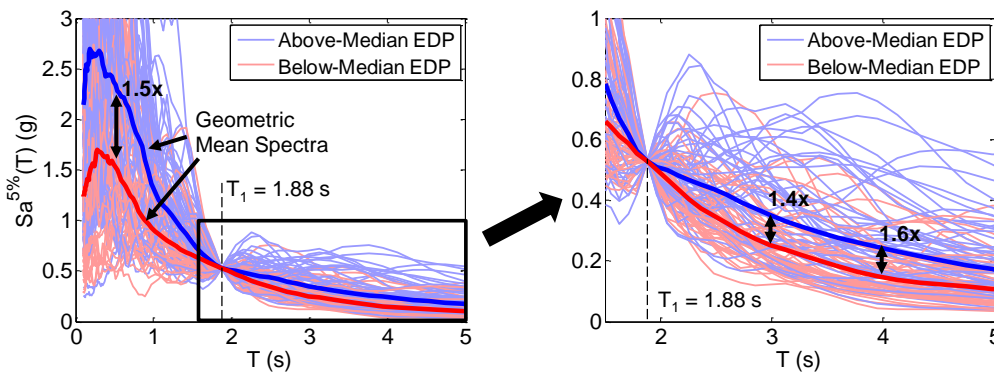 Sa^5%(T) (g)
3
2.5
2
1.5
1
0.5
0
Above-Median EDP
Below-Median EDP
1.5x
Geometric
Mean Spectra
T₁ = 1.88 s
0 1 2 3 4 5
T (s)
1
0.8
0.6
0.4
0.2
0
Above-Median EDP
Below-Median EDP
1.4x
1.6x
T₁ = 1.88 s
2 3 4 5
T (s)